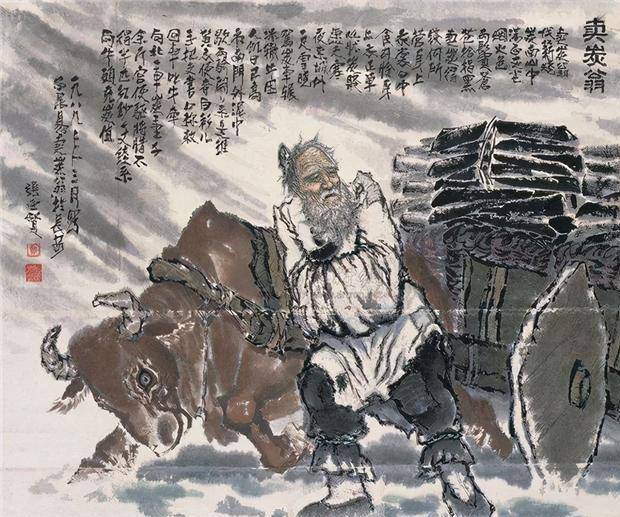 卖炭翁
卖炭翁
伐薪烧
炭南山中
满面尘灰
烟火色
两鬓苍
苍十指黑
卖炭得
钱何所
营身上
衣裳口中
食可怜身
上衣正单
心忧炭贱
愿天寒
夜来城外
一尺雪晓
驾炭车辗
冰辙牛困
人饥日已高
市南门外泥中
歇翩翩两骑来是谁
黄衣使者白衫儿
手把文书口称敕
回车叱牛牵
向北一车炭重千
余斤宫使驱将惜不
得半匹红绡一丈绫系
向牛头充炭值
一九八九年十二月写
白居易卖炭翁于长安